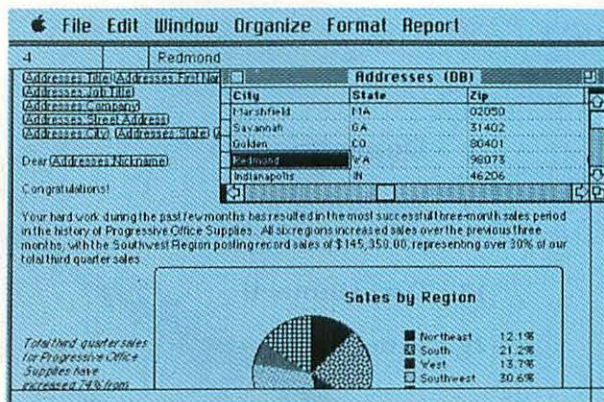 File Edit Window Organize Format Report
4 Redmond
Addresses Title Addresses First Nar
Addresses Job Title
Addresses Company
Addresses Street Address
Addresses City Addresses State
Addresses (DB)
City State Zip
Marshfield MA 02050
Savannah GA 31402
Golden CO 80401
Redmond WA 98073
Indianapolis IN 46206
Dear Addresses Nickname
Congratulations!
Your hard work during the past few months has resulted in the most successful three-month sales period
in the history of Progressive Office Supplies. All six regions increased sales over the previous three
months, with the Southwest Region posting record sales of $145,350.00, representing over 30% of our
total third quarter sales
Sales by Region
Total third quarter sales
for Progressive Office
Supplies have
increased 74% from
Northeast 12.1%
South 21.2%
West 13.7%
Southwest 30.6%